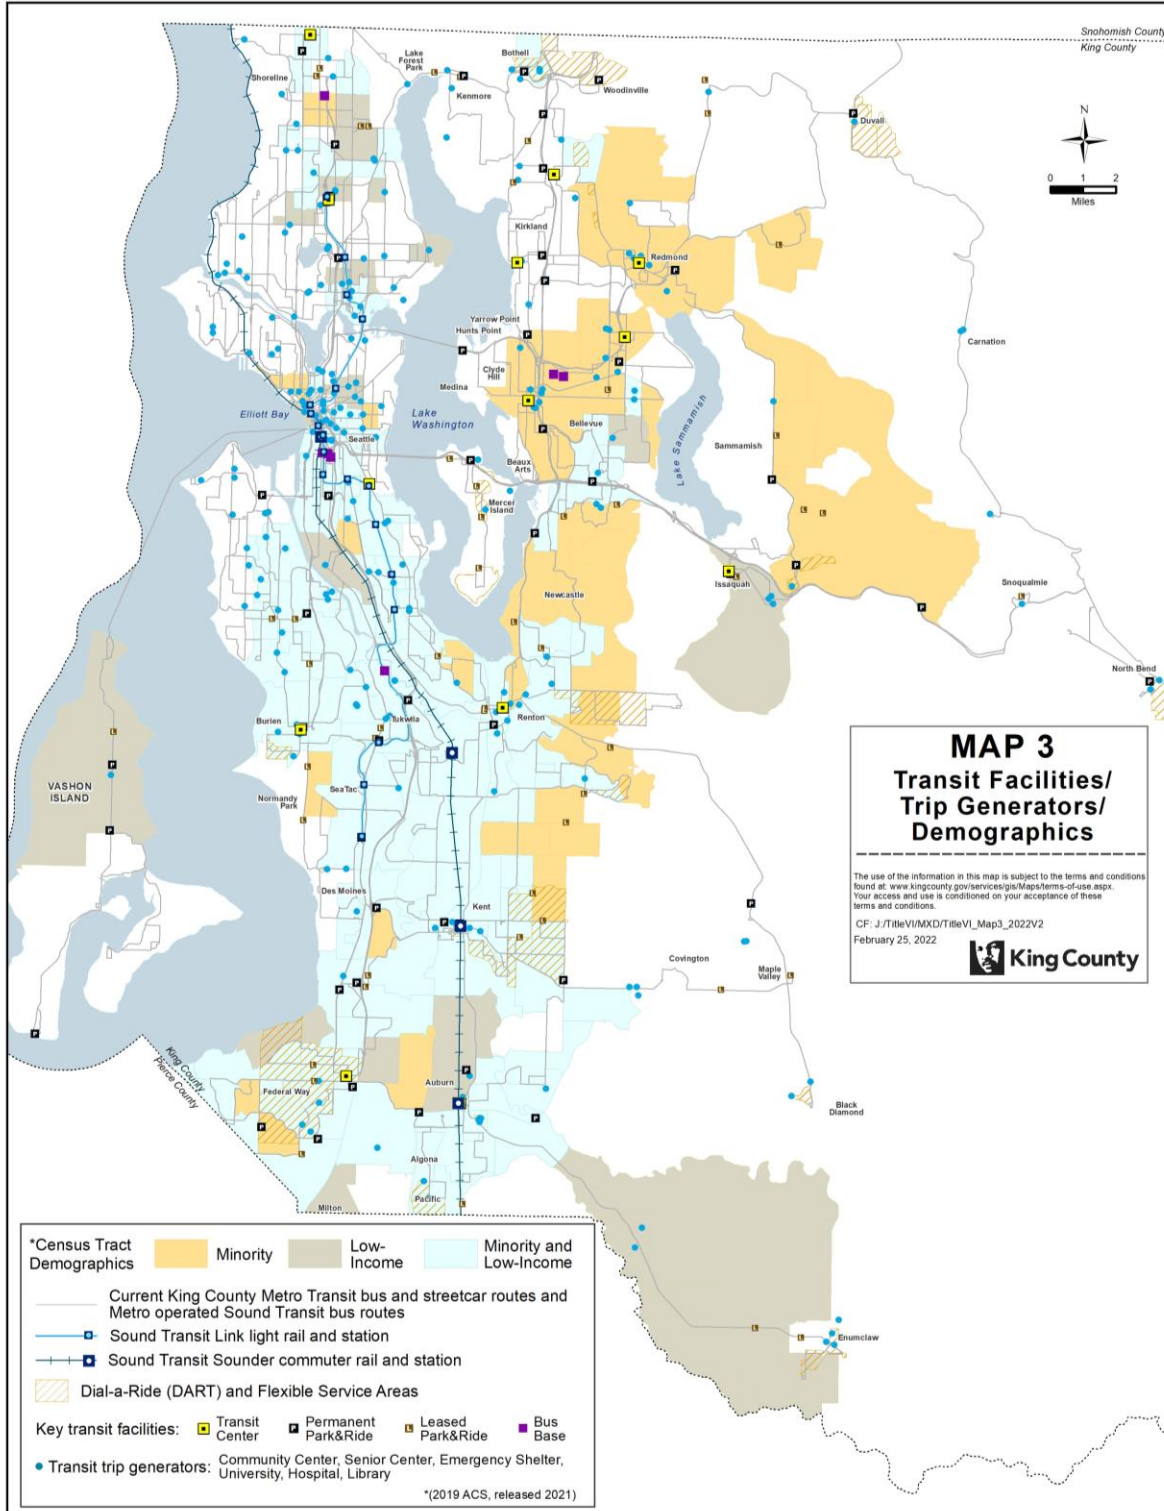 Snohomish County
King County
Lake
Forest
Park
Bothell
Shoreline
Kenmore
Woodinville
Duvall
N
0 1 2
Miles
Kirkland
Redmond
Yarrow Point
Hunts Point
Carnation
Clyde
Hill
Medina
Elliott Bay
Lake
Washington
Bellevue
Lake Sammamish
Seattle
Sammamish
Beaux
Arts
Mercer
Island
Issaquah
Snoqualmie
Newcastle
North Bend
Burien
Tukwila
Renton
VASHON
ISLAND
SeaTac
Normandy
Park
Des Moines
Kent
Covington
Maple
Valley
King County
Pierce County
Federal Way
Auburn
Black
Diamond
Algona
Pacific
Milton
Enumclaw
MAP 3
Transit Facilities/
Trip Generators/
Demographics
The use of the information in this map is subject to the terms and conditions
found at: www.kingcounty.gov/services/gis/Maps/terms-of-use.aspx.
Your access and use is conditioned on your acceptance of these
terms and conditions.
CF: J:/TitleVI/MXD/TitleVI_Map3_2022V2
February 25, 2022
King County
*Census Tract
Demographics
Minority
Low-
Income
Minority and
Low-Income
Current King County Metro Transit bus and streetcar routes and
Metro operated Sound Transit bus routes
Sound Transit Link light rail and station
Sound Transit Sounder commuter rail and station
Dial-a-Ride (DART) and Flexible Service Areas
Key transit facilities:
Transit
Center
P Permanent
Park&Ride
L Leased
Park&Ride
Bus
Base
Transit trip generators: Community Center, Senior Center, Emergency Shelter,
University, Hospital, Library
*(2019 ACS, released 2021)